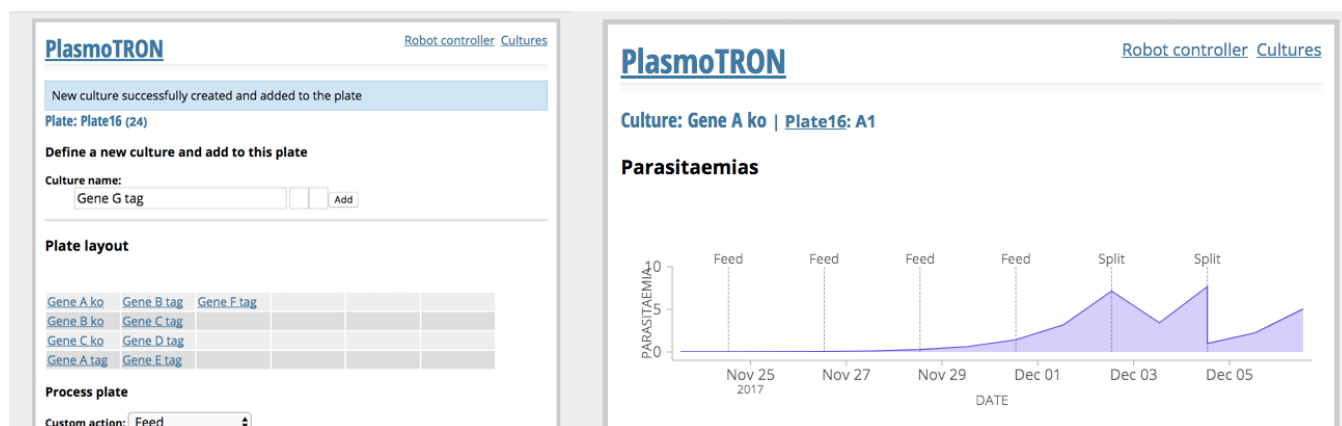 PlasmoTRON
Robot controller Cultures
New culture successfully created and added to the plate
Plate: Plate16 (24)
Define a new culture and add to this plate
Culture name:
Gene G tag
Add
Plate layout
Gene A ko Gene B tag Gene F tag
Gene B ko Gene C tag
Gene C ko Gene D tag
Gene A tag Gene E tag
Process plate
Custom action: Feed
PlasmoTRON
Robot controller Cultures
Culture: Gene A ko | Plate16: A1
Parasitaemias
Feed Feed Feed Feed Split Split
PARASITAEMIA
10
5
0
Nov 25 Nov 27 Nov 29 Dec 01 Dec 03 Dec 05
2017
DATE